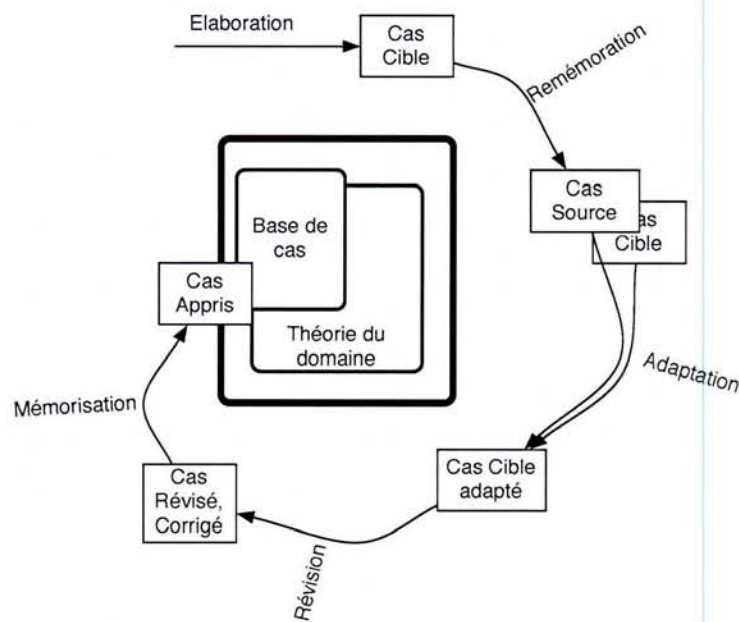 Elaboration
Cas
Cible
Remémoration
Cas
Source
as
Cible
Base de
cas
Cas
Appris
Théorie du
domaine
Adaptation
Mémorisation
Cas Cible
adapté
Cas
Révisé,
Corrigé
Révision